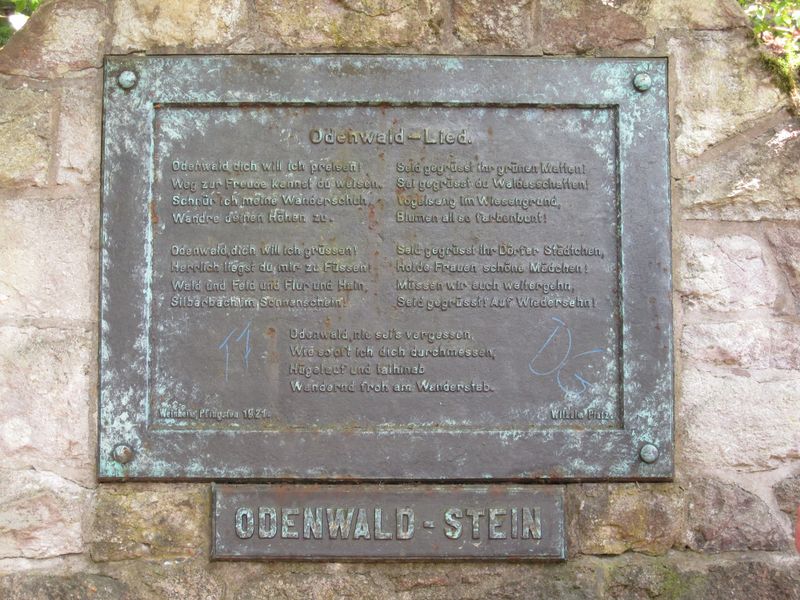 Odenwald-Lied.
Odenwald dich will ich preisen!
Weg zur Freude kannst du weisen.
Schnür ich meine Wanderschuh,
Wandre deinen Höhen zu.
Odenwald, dich will ich grüssen!
Herrlich liegst du mir zu Füssen!
Wald und Feld und Flur und Hain,
Silberbach im Sonnenschein!
Seid gegrüsst ihr grünen Matten!
Sei gegrüsst du Waldesschatten!
Vogelsang im Wiesengrund,
Blumen all so farbenbunt!
Seid gegrüsst ihr Dörfer Städtchen,
Holde Frauen schöne Mädchen!
Müssen wir euch weitergehn,
Seid gegrüsst! Auf Wiedersehn!
Odenwald, nie sei's vergessen,
Wie so oft ich dich durchmessen,
Hügelauf und talhinab
Wandernd froh am Wanderstab.
Weinheim, Pfingsten 1921.
DG
ODENWALD-STEIN